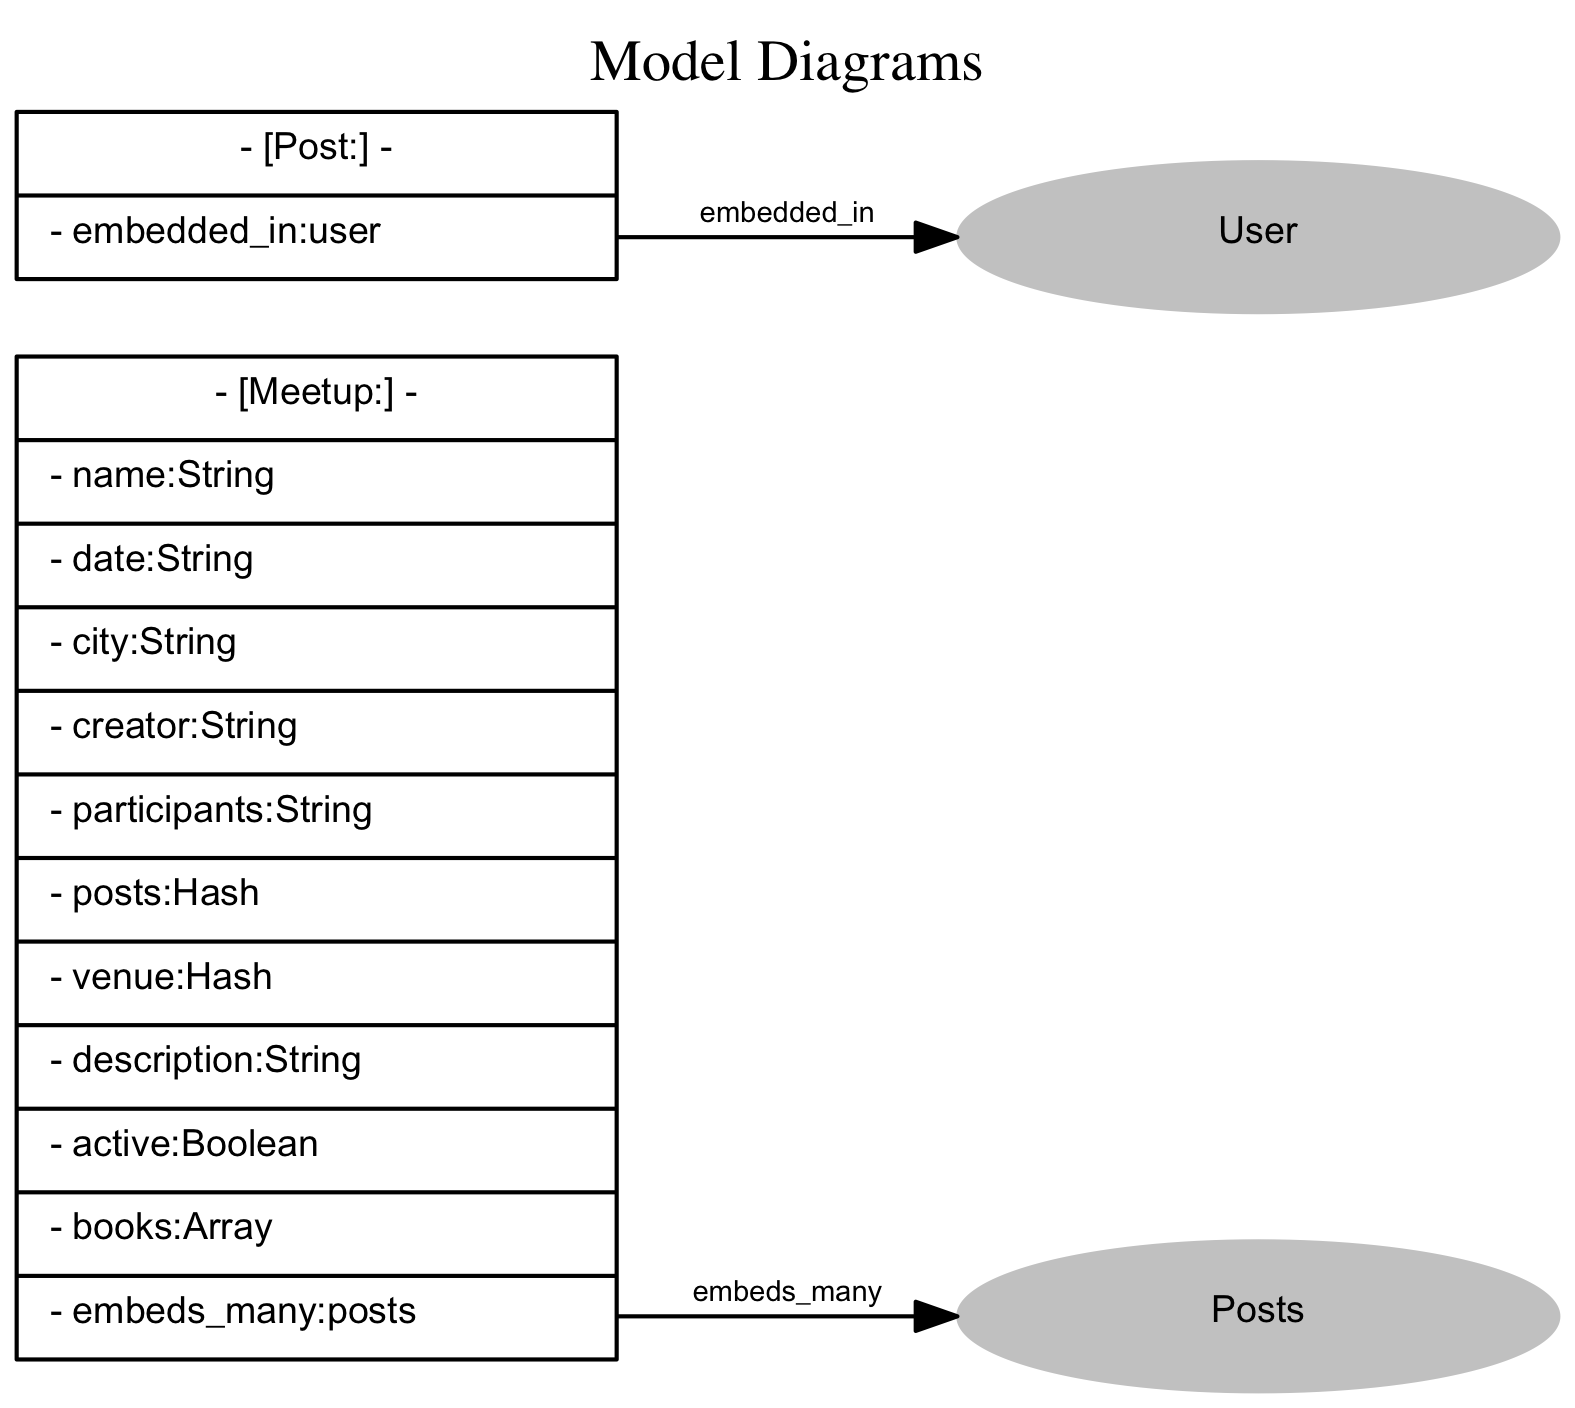 Model Diagrams
- [Post:] -
- embedded_in:user
embedded_in
User
- [Meetup:] -
- name:String
- date:String
- city:String
- creator:String
- participants:String
- posts:Hash
- venue:Hash
- description:String
- active:Boolean
- books:Array
- embeds_many:posts
embeds_many
Posts